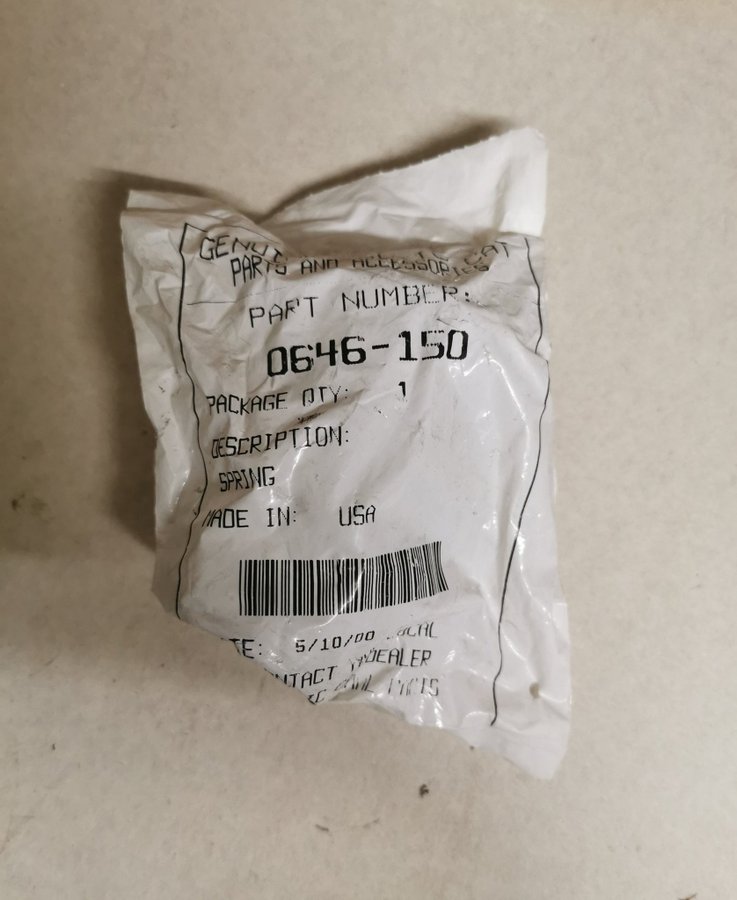 CAT
PARTS AND ACCESSORIES
PART NUMBER:
0646-150
PACKAGE QTY: 1
DESCRIPTION:
SPRING
MADE IN: USA
5/10/00
DEALER